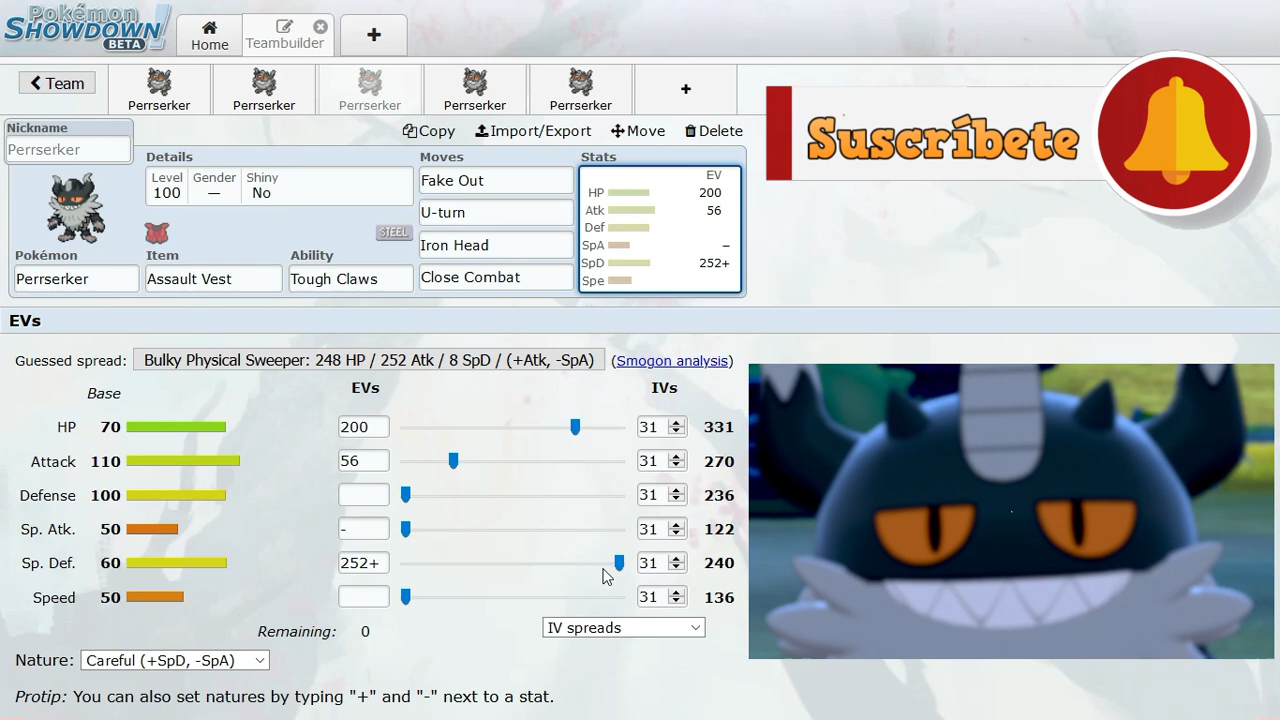 Pokémon
SHOWDOWN!
BETA
Home
Teambuilder
+
Team
Perrserker
Perrserker
Perrserker
Perrserker
Perrserker
+
Suscríbete
Nickname
Perrserker
Copy
Import/Export
Move
Delete
Details
Level
100
Gender
—
Shiny
No
STEEL
Pokémon
Perrserker
Item
Assault Vest
Ability
Tough Claws
Moves
Fake Out
U-turn
Iron Head
Close Combat
Stats
EV
HP 200
Atk 56
Def
SpA –
SpD 252+
Spe
EVs
Guessed spread: Bulky Physical Sweeper: 248 HP / 252 Atk / 8 SpD / (+Atk, -SpA) (Smogon analysis)
Base EVs IVs
HP 70 200 31 331
Attack 110 56 31 270
Defense 100 31 236
Sp. Atk. 50 - 31 122
Sp. Def. 60 252+ 31 240
Speed 50 31 136
Remaining: 0
IV spreads
Nature: Careful (+SpD, -SpA)
Protip: You can also set natures by typing "+" and "-" next to a stat.